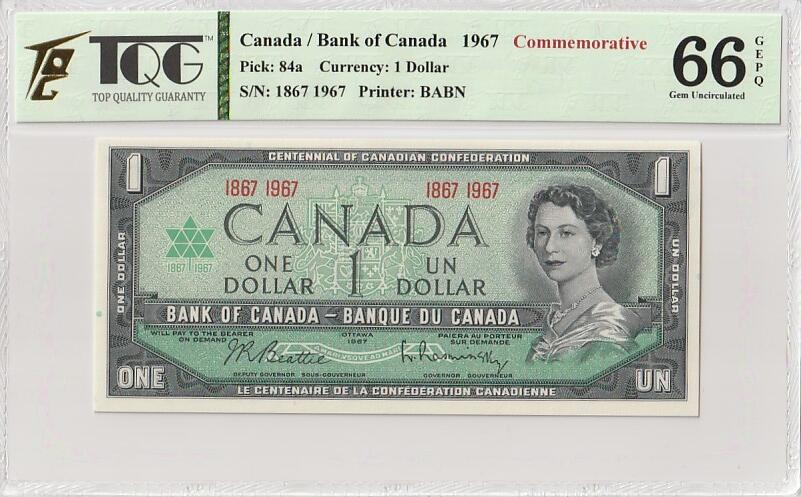 TQG™
TOP QUALITY GUARANTY
Canada / Bank of Canada 1967 Commemorative
Pick: 84a Currency: 1 Dollar
S/N: 1867 1967 Printer: BABN
66
GEPQ
Gem Uncirculated
CENTENNIAL OF CANADIAN CONFEDERATION
1 1
1867 1967 1867 1967
CANADA
1867 1967
ONE DOLLAR 1 UN DOLLAR
ONE DOLLAR
UN DOLLAR
BANK OF CANADA – BANQUE DU CANADA
WILL PAY TO THE BEARER ON DEMAND
OTTAWA 1967
PAIERA AU PORTEUR SUR DEMANDE
JR Beattie
L. Rasminsky
DEPUTY GOVERNOR SOUS-GOUVERNEUR
GOVERNOR GOUVERNEUR
ONE UN
LE CENTENAIRE DE LA CONFÉDÉRATION CANADIENNE